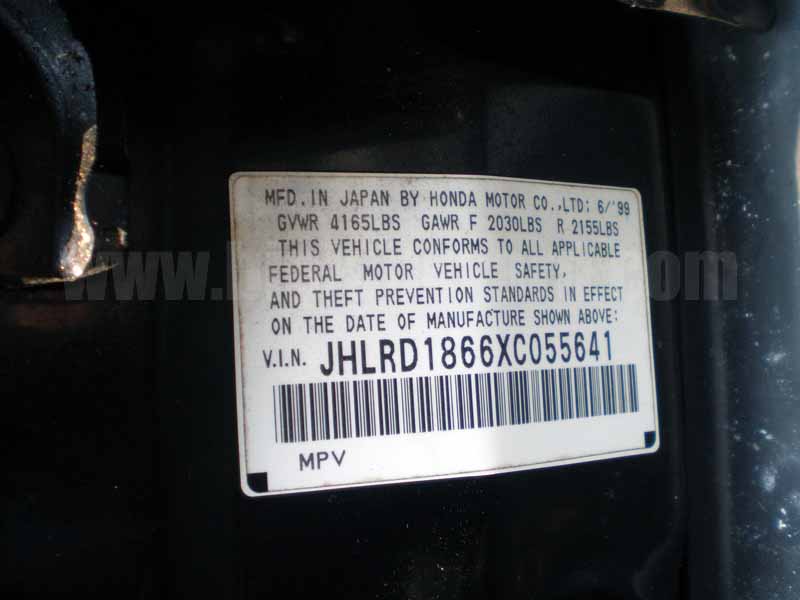 MFD. IN JAPAN BY HONDA MOTOR CO., LTD: 6/'99
GVWR 4165LBS GAWR F 2030LBS R 2155LBS
THIS VEHICLE CONFORMS TO ALL APPLICABLE
FEDERAL MOTOR VEHICLE SAFETY,
AND THEFT PREVENTION STANDARDS IN EFFECT
ON THE DATE OF MANUFACTURE SHOWN ABOVE:
V.I.N. JHLRD1866XC055641
MPV